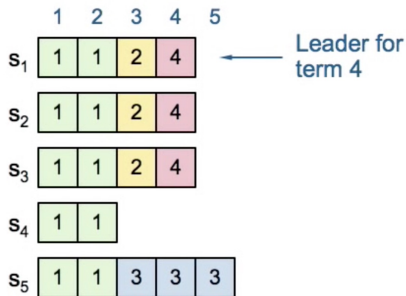 1 2 3 4 5
s1 1 1 2 4 Leader for
term 4
s2 1 1 2 4
s3 1 1 2 4
s4 1 1
s5 1 1 3 3 3